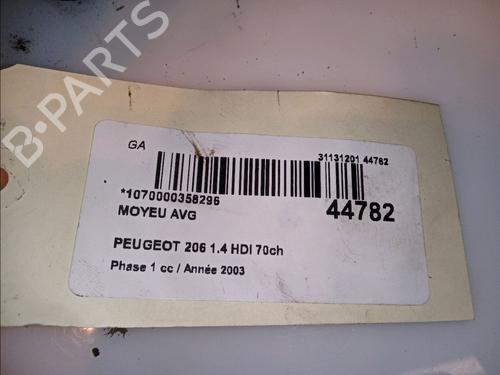 B-PARTS
GA
31131201 44782
*1070000358296
44782
MOYEU AVG
PEUGEOT 206 1.4 HDI 70ch
Phase 1 cc / Année 2003